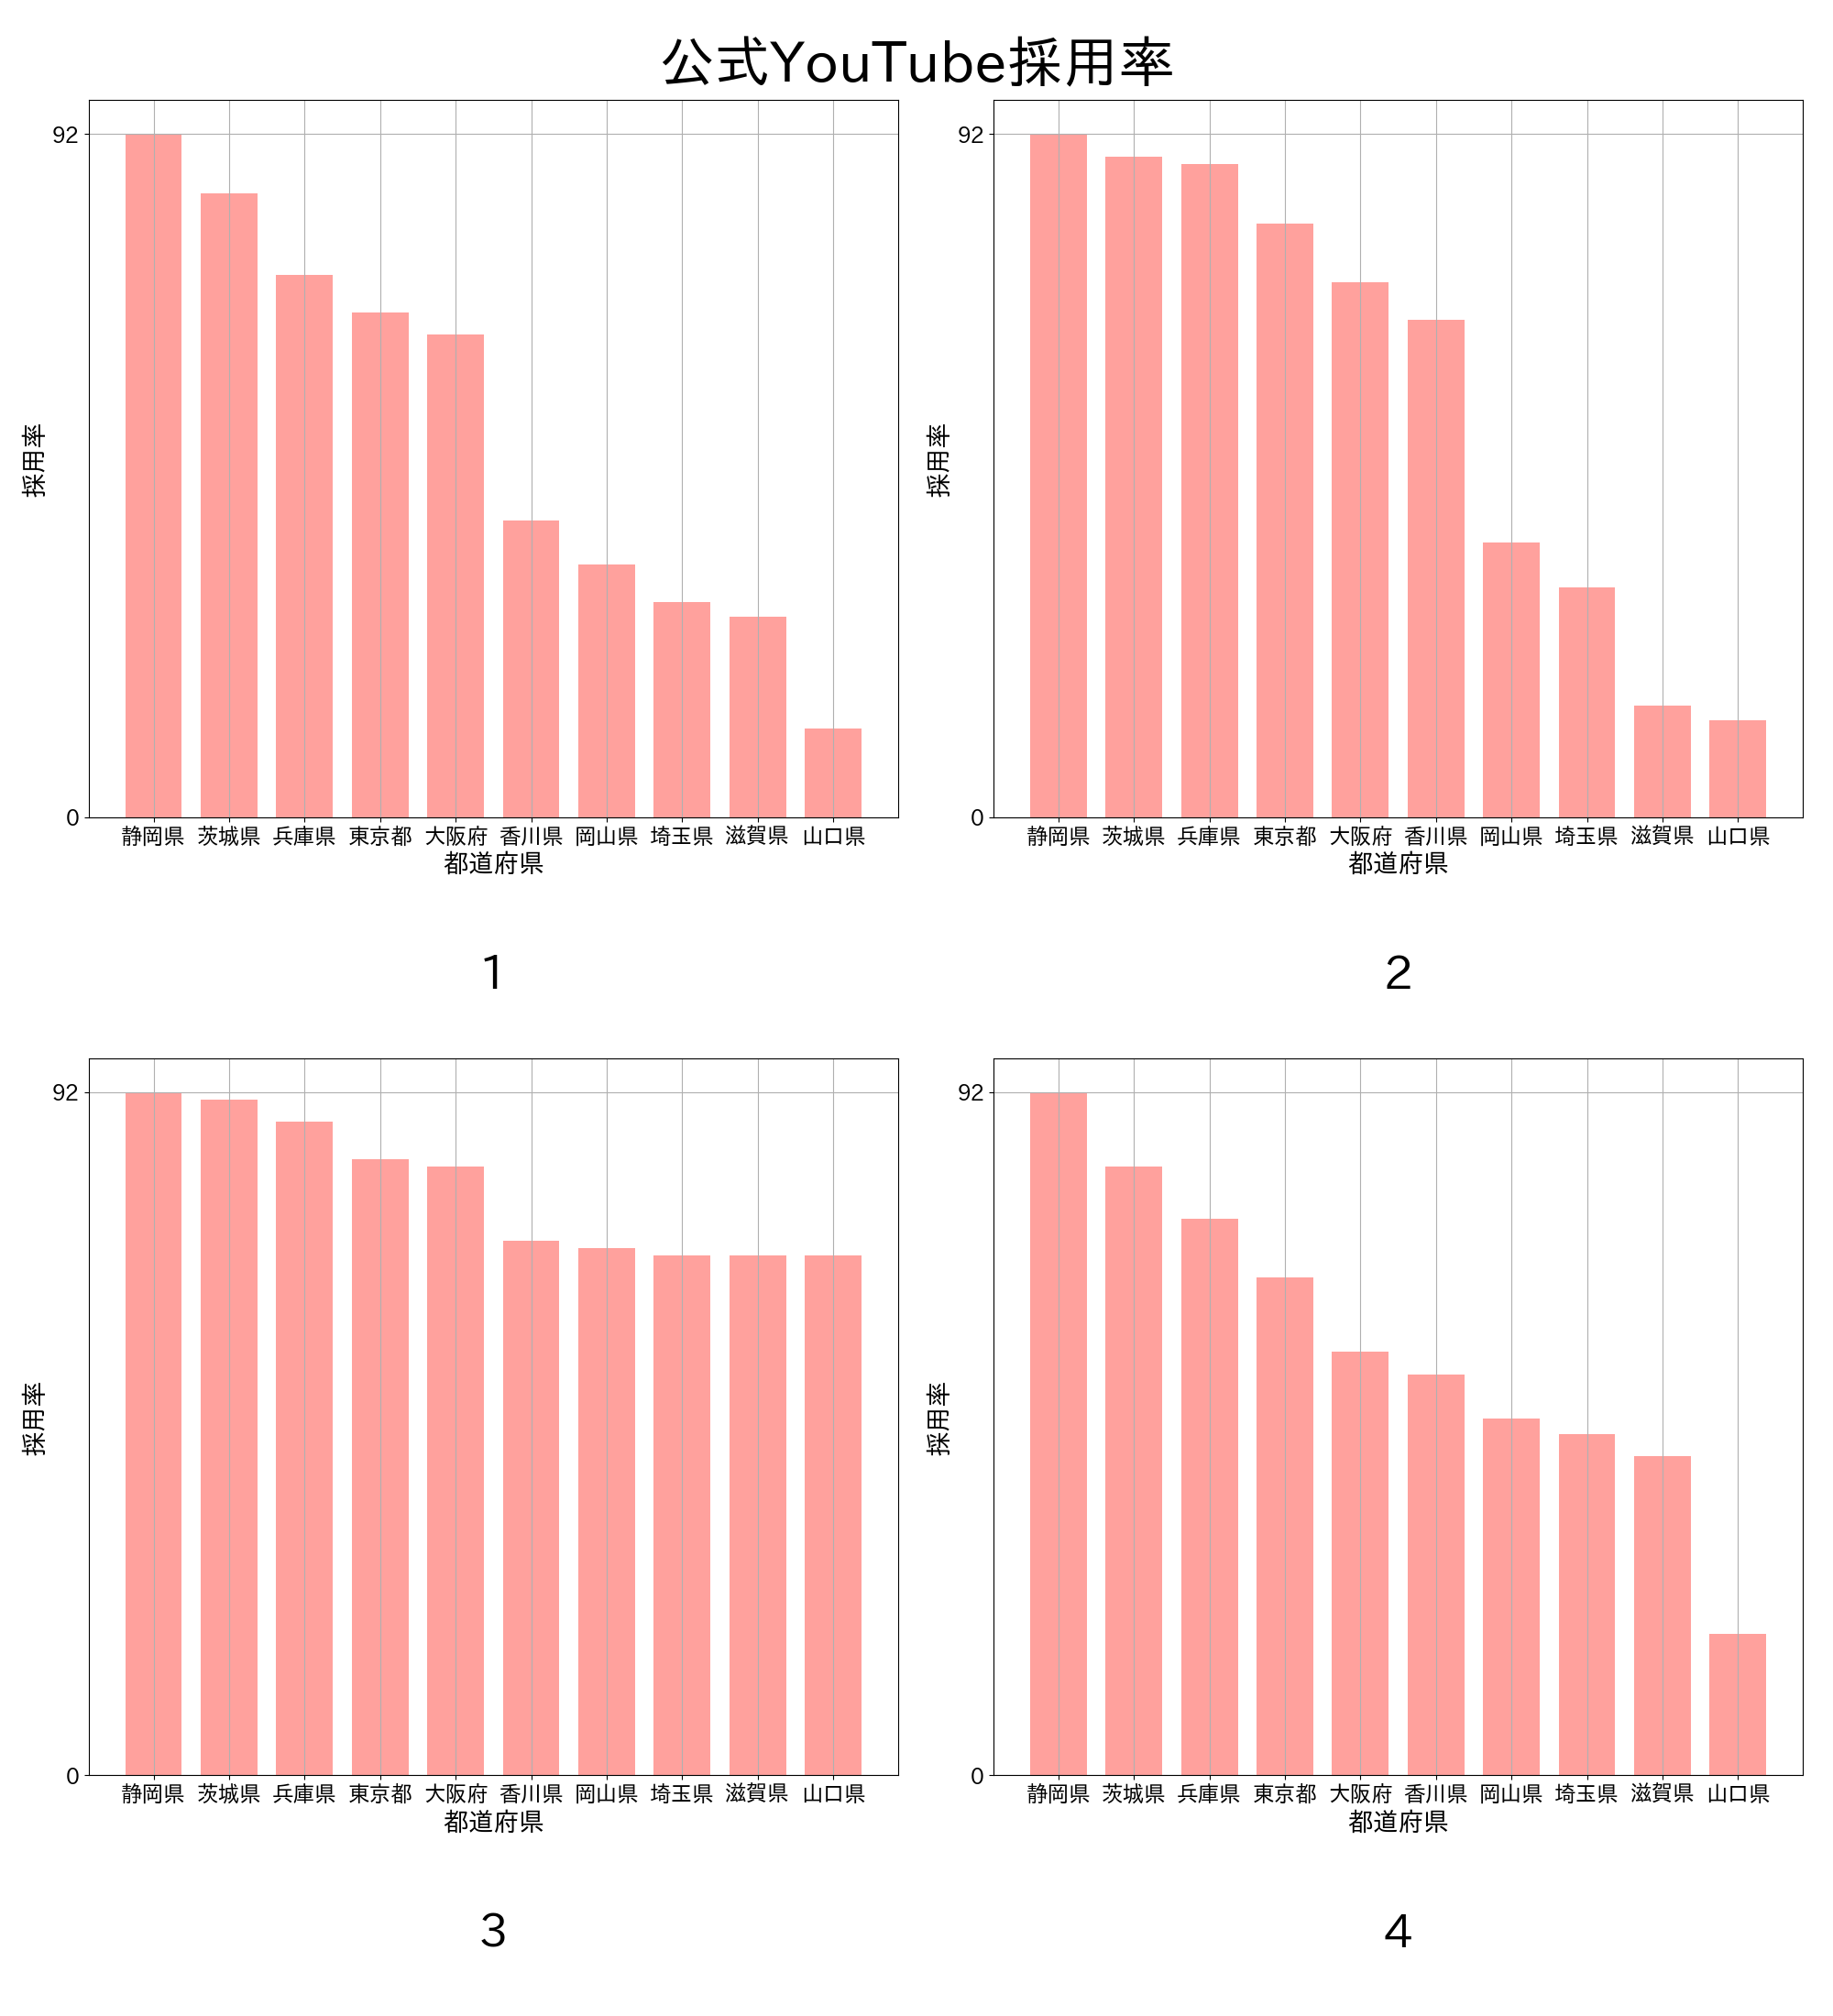 公式YouTube採用率
92
0
採用率
静岡県 茨城県 兵庫県 東京都 大阪府 香川県 岡山県 埼玉県 滋賀県 山口県
都道府県
1
92
0
採用率
静岡県 茨城県 兵庫県 東京都 大阪府 香川県 岡山県 埼玉県 滋賀県 山口県
都道府県
2
92
0
採用率
静岡県 茨城県 兵庫県 東京都 大阪府 香川県 岡山県 埼玉県 滋賀県 山口県
都道府県
3
92
0
採用率
静岡県 茨城県 兵庫県 東京都 大阪府 香川県 岡山県 埼玉県 滋賀県 山口県
都道府県
4